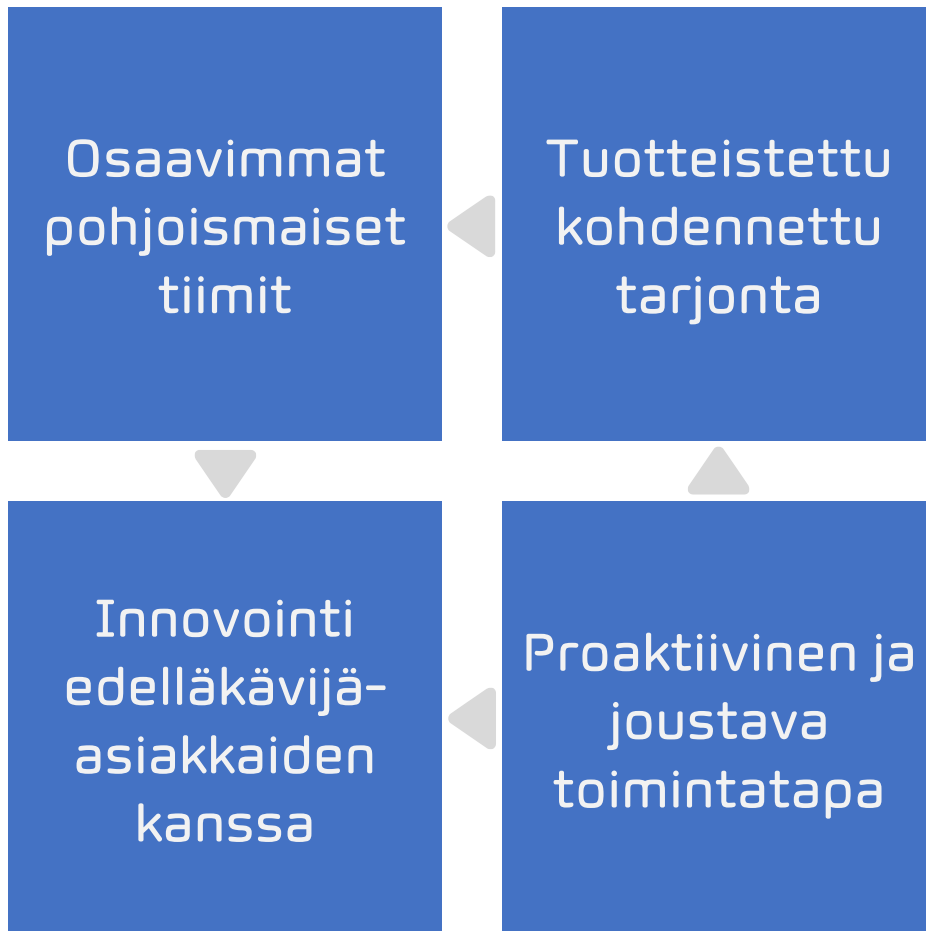 Osaavimmat
pohjoismaiset
tiimit
Tuotteistettu
kohdennettu
tarjonta
Innovointi
edelläkävijä-
asiakkaiden
kanssa
Proaktiivinen ja
joustava
toimintatapa